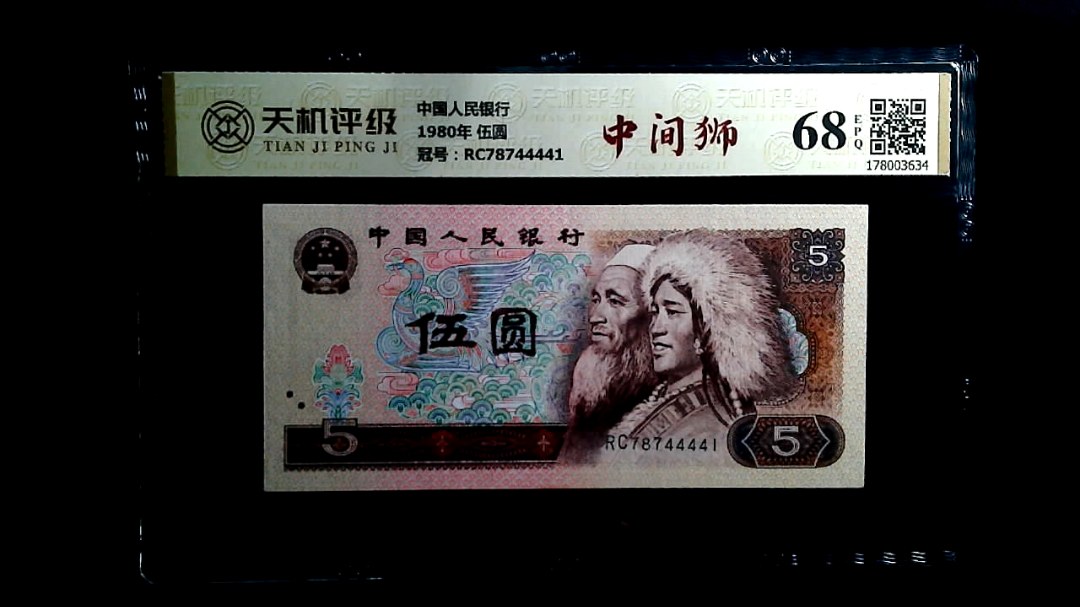 天机评级
TIAN JI PING JI
中国人民银行
1980年 伍圆
冠号：RC78744441
中间狮
68
EPQ
178003634
中国人民银行
5
伍圆
5
RC78744441
5